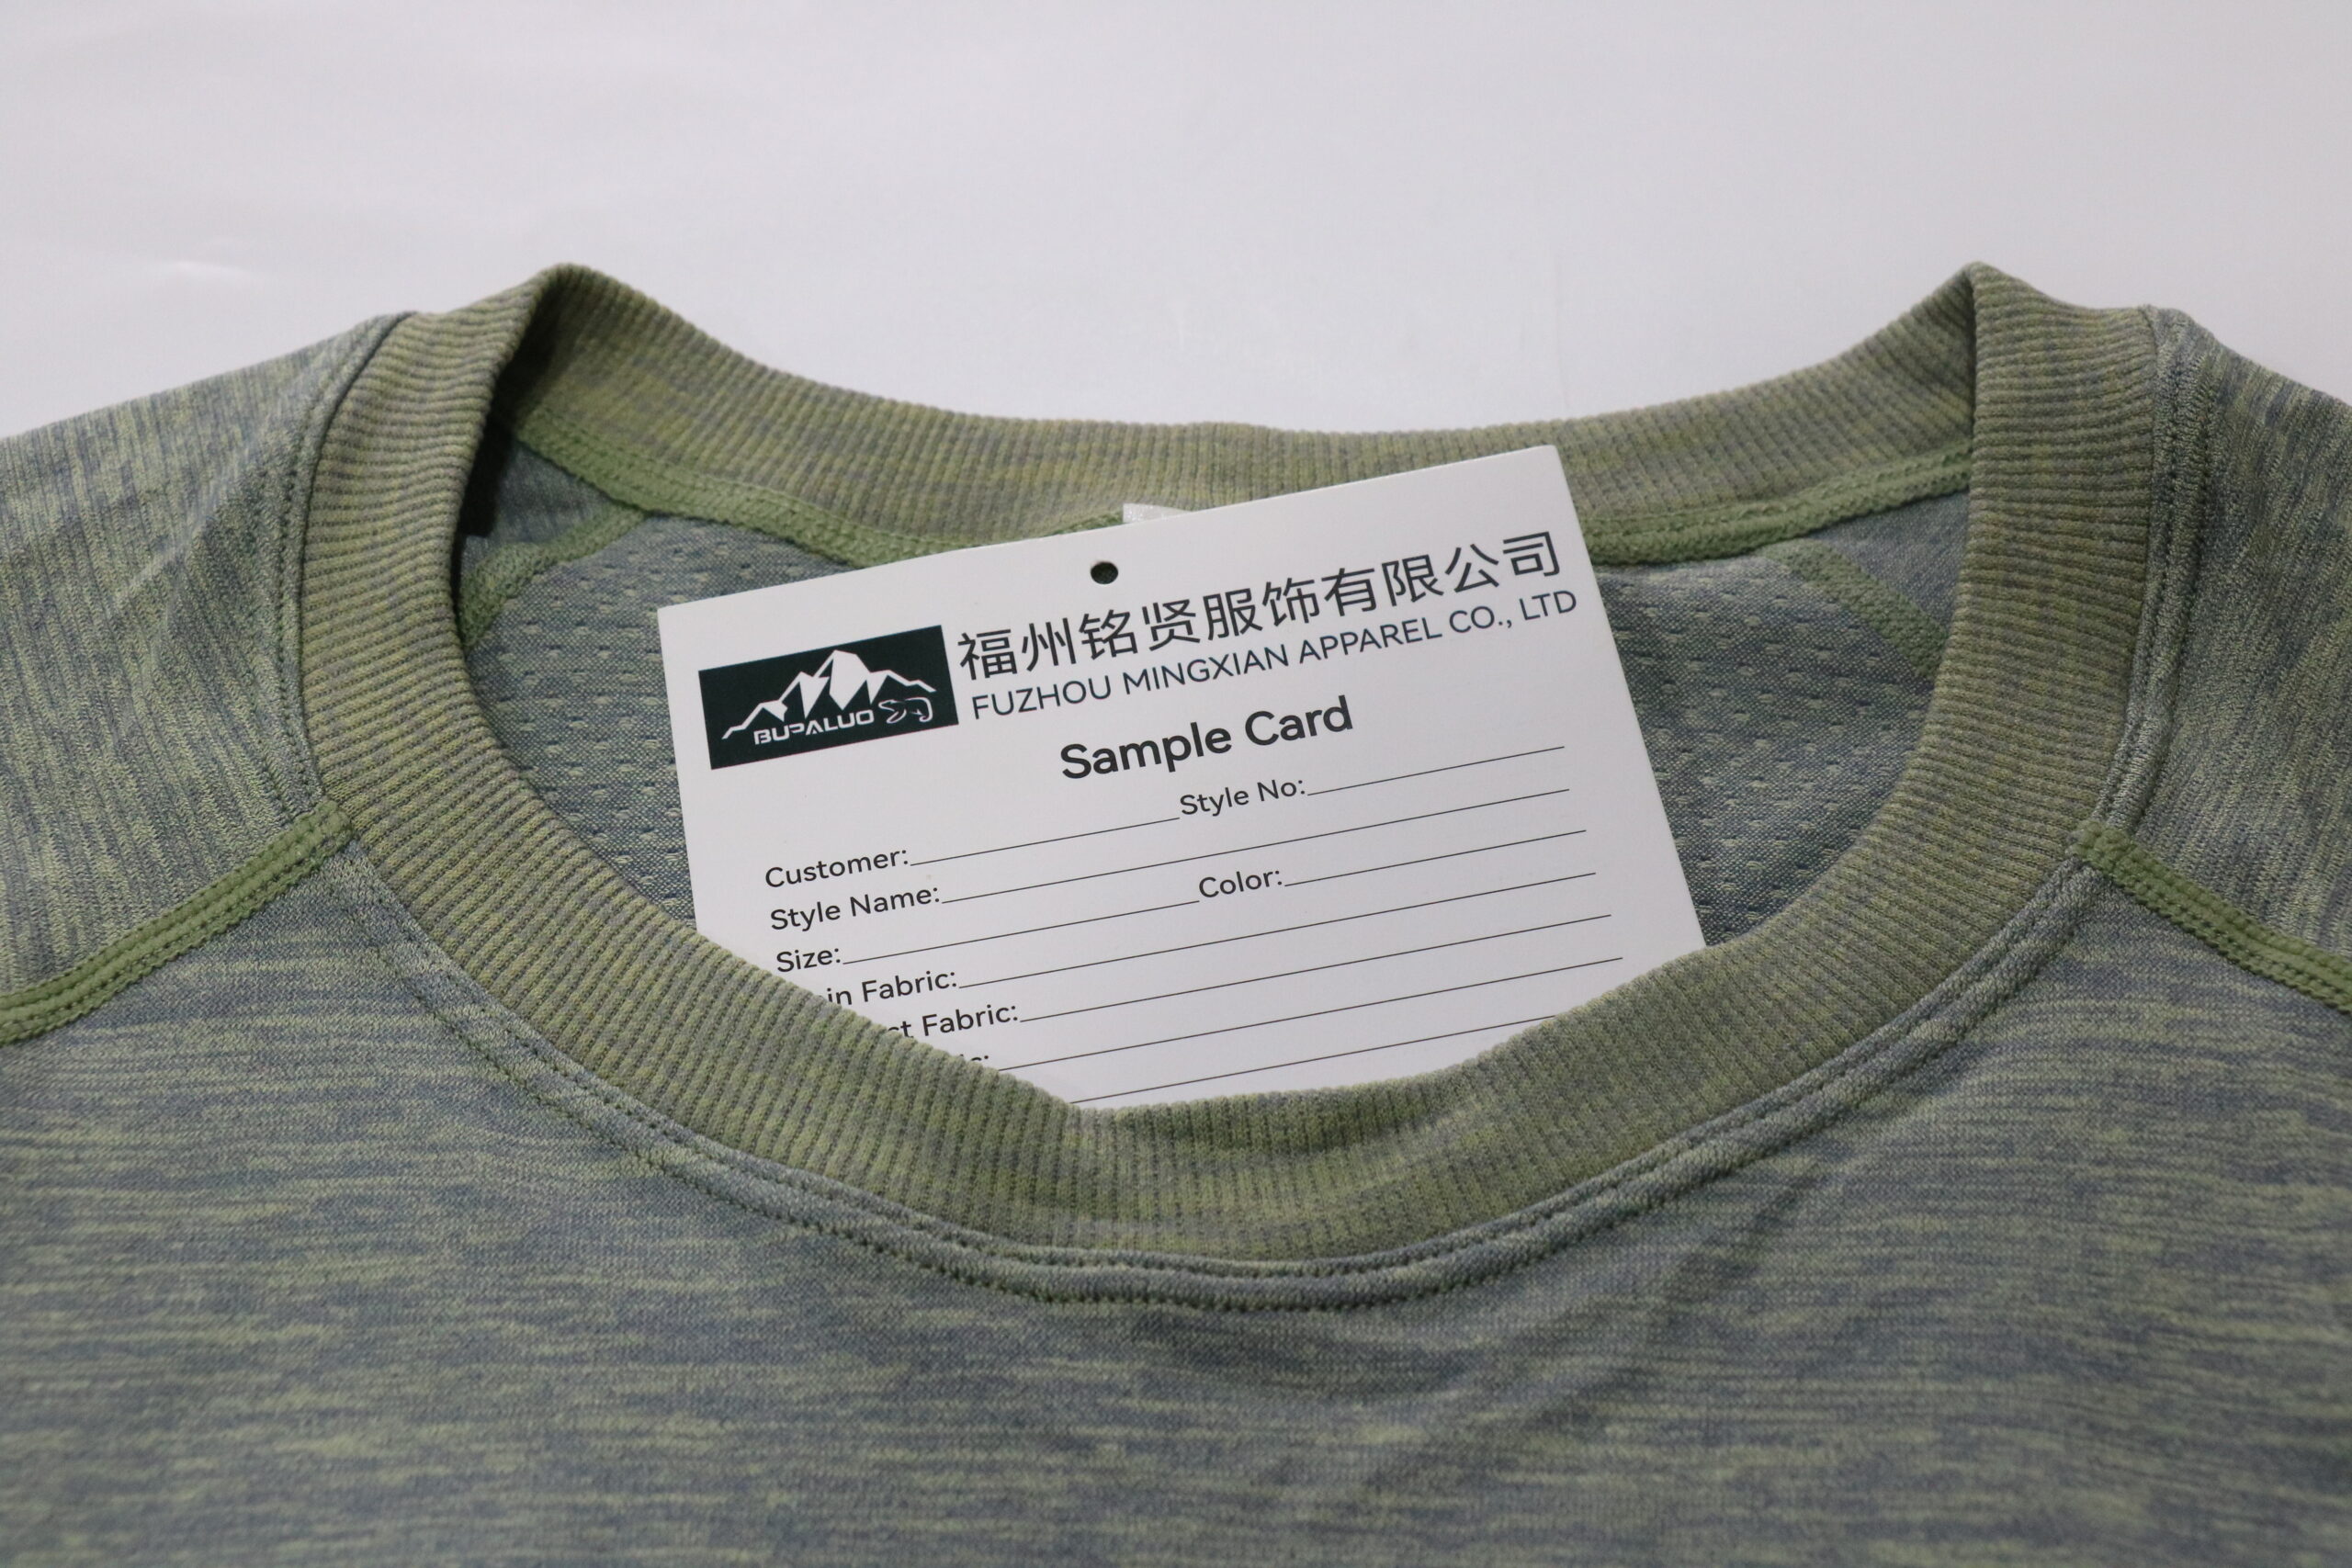 福州铭贤服饰有限公司
FUZHOU MINGXIAN APPAREL CO., LTD
BUPALUO
Sample Card
Customer: Style No:
Style Name:
Size: Color:
Fabric:
Fabric: